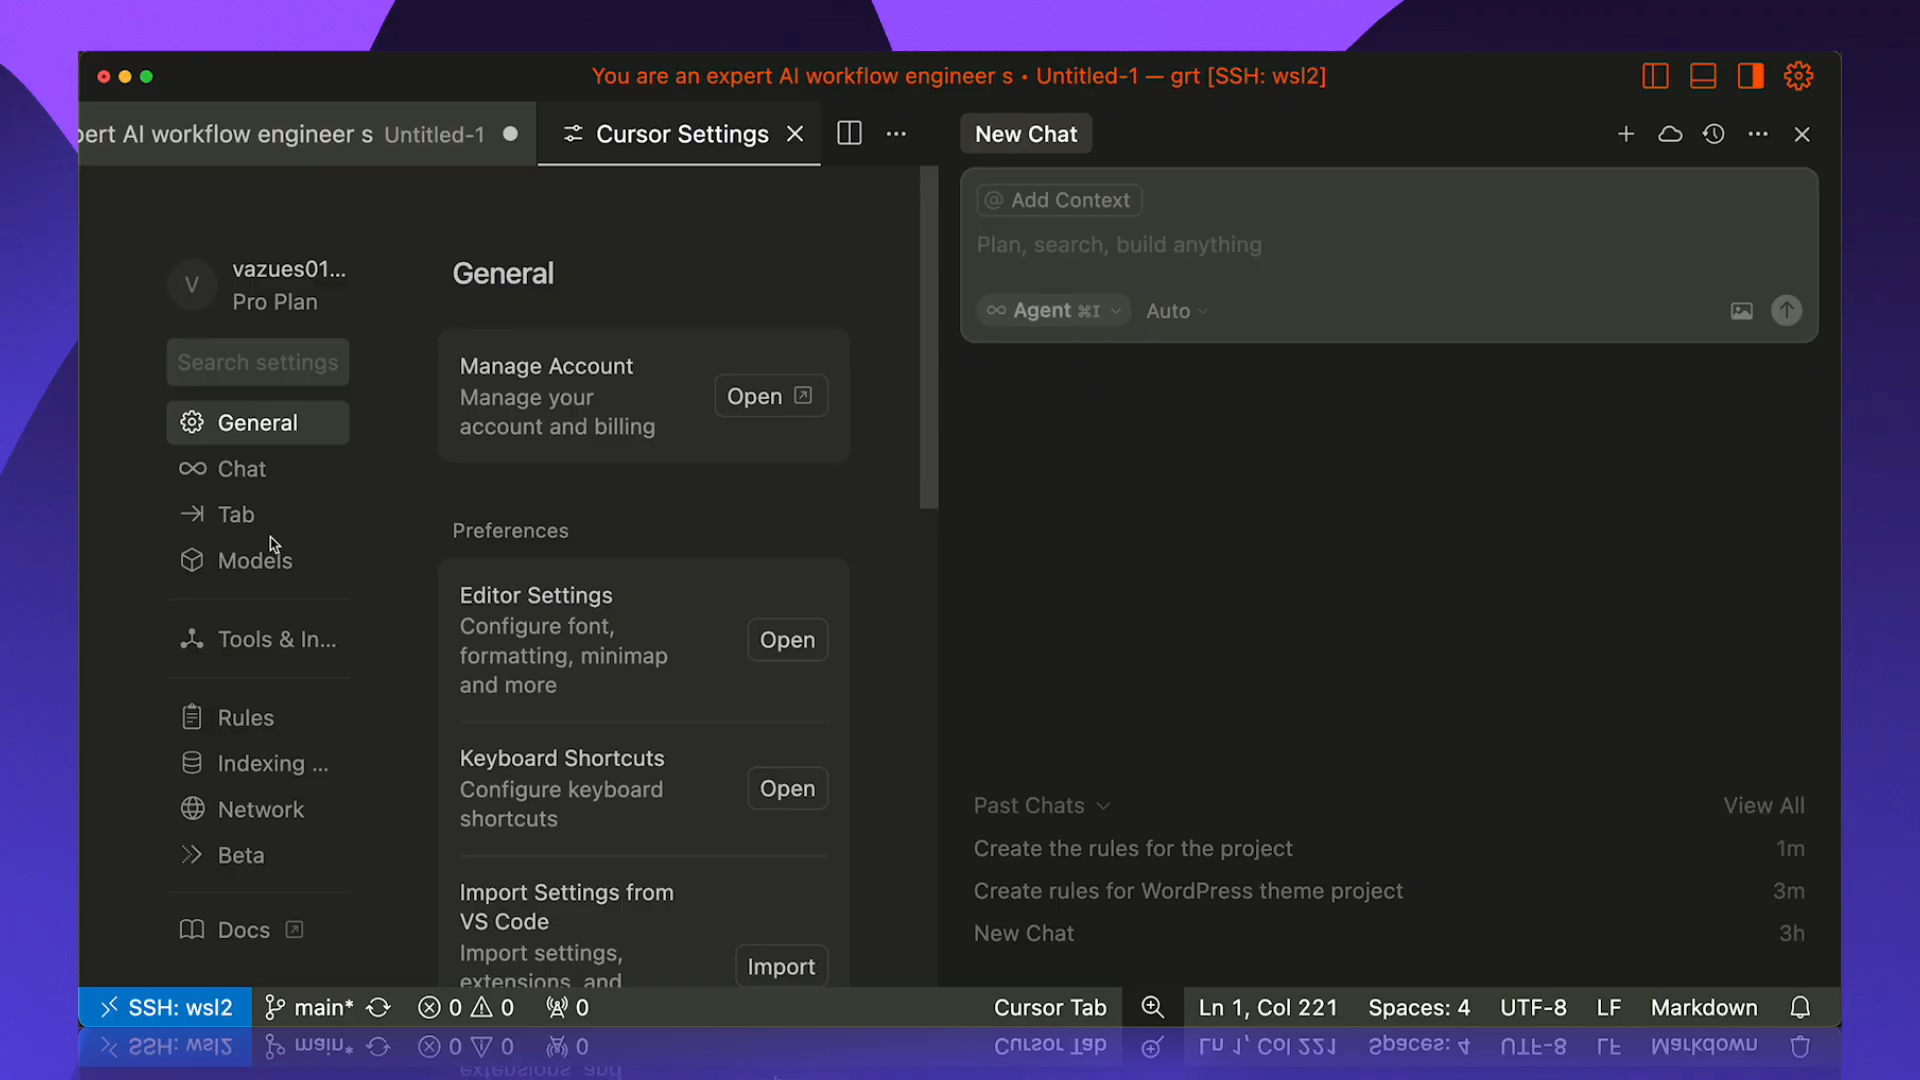 You are an expert AI workflow engineer s • Untitled-1 — grt [SSH: wsl2]
pert AI workflow engineer s Untitled-1
Cursor Settings
New Chat
@ Add Context
Plan, search, build anything
Agent ⌘I
Auto
V
vazues01...
Pro Plan
Search settings
General
Chat
Tab
Models
Tools & In...
Rules
Indexing ...
Network
Beta
Docs
General
Manage Account
Manage your
account and billing
Open
Preferences
Editor Settings
Configure font,
formatting, minimap
and more
Open
Keyboard Shortcuts
Configure keyboard
shortcuts
Open
Import Settings from
VS Code
Import settings,
extensions, and
Import
Past Chats
View All
Create the rules for the project 1m
Create rules for WordPress theme project 3m
New Chat 3h
SSH: wsl2 main* 0 0 0 Cursor Tab Ln 1, Col 221 Spaces: 4 UTF-8 LF Markdown